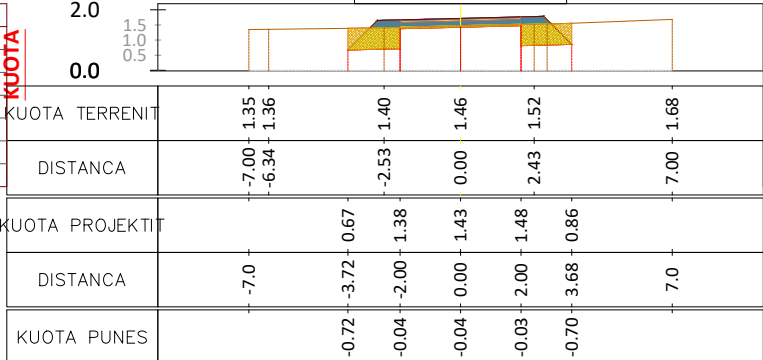 2.0
1.5
1.0
0.5
0.0
KUOTA
KUOTA TERRENIT 1.35 1.36 1.40 1.46 1.52 1.68
DISTANCA -7.00 -6.34 -2.53 0.00 2.43 7.00
KUOTA PROJEKTIT 0.67 1.38 1.43 1.48 0.86
DISTANCA -7.0 -3.72 -2.00 0.00 2.00 3.68 7.0
KUOTA PUNES -0.72 -0.04 -0.04 -0.03 -0.70